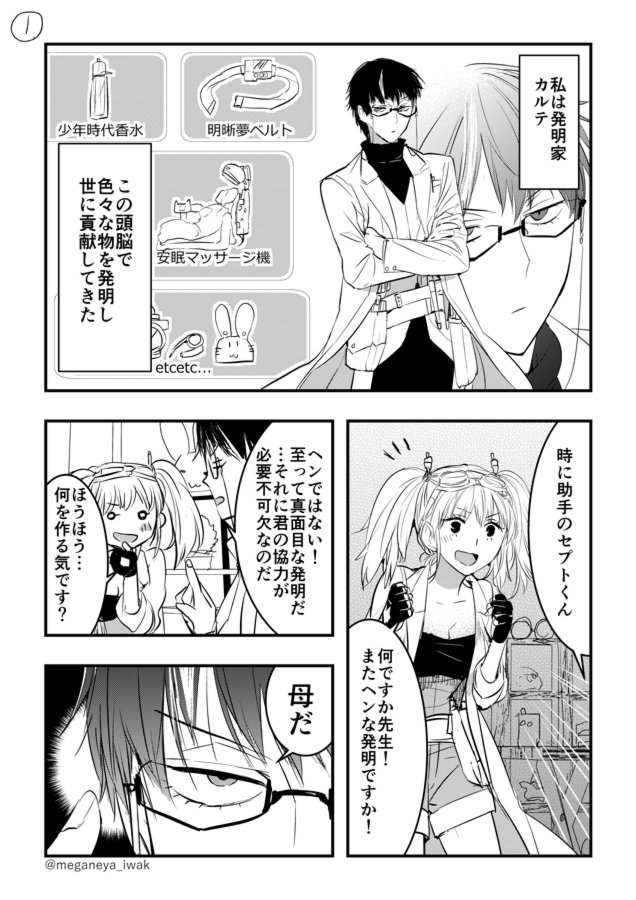 ①
私は発明家
カルテ
少年時代香水
明晰夢ベルト
安眠マッサージ機
etcetc...
この頭脳で
色々な物を発明し
世に貢献してきた
時に助手のセプトくん
何ですか先生！
またヘンな発明ですか！
ヘンではない！
至って真面目な発明だ
…それに君の協力が
必要不可欠なのだ
ほうほう…
何を作る気です？
母だ
@meganeya_iwak